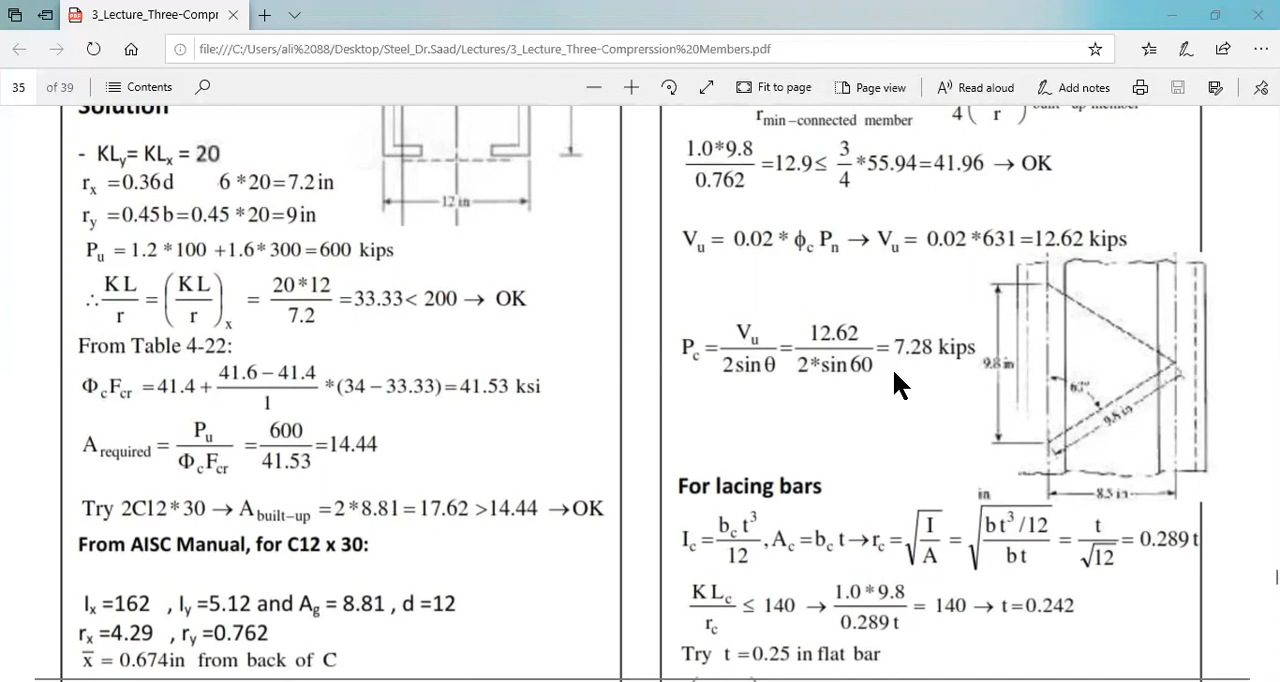 3_Lecture_Three-Compr
file:///C:/Users/ali%2088/Desktop/Steel_Dr.Saad/Lectures/3_Lecture_Three-Comprerssion%20Members.pdf
35 of 39 Contents Fit to page Page view Read aloud Add notes
Solution
12 in
- KLy= KLx = 20
rx =0.36d 6 *20=7.2in
ry =0.45b=0.45 *20=9in
Pu = 1.2 *100 +1.6*300=600 kips
∴ KL/r = (KL/r)x = 20*12/7.2 =33.33< 200 → OK
From Table 4-22:
ΦcFcr =41.4+ 41.6−41.4/1 *(34−33.33)=41.53 ksi
A required = Pu/ΦcFcr = 600/41.53 =14.44
Try 2C12*30 → A built−up =2*8.81=17.62 >14.44 →OK
From AISC Manual, for C12 x 30:
Ix =162 , Iy =5.12 and Ag = 8.81 , d =12
rx =4.29 , ry =0.762
x̄ = 0.674in from back of C
r min−connected member 4 ( r )
1.0*9.8/0.762 =12.9≤ 3/4 *55.94=41.96 → OK
Vu = 0.02 * ϕc Pn → Vu = 0.02 *631=12.62 kips
Pc = Vu/2sinθ = 12.62/2*sin60 =7.28 kips
9.8 in
9.8 in
8.5 in
For lacing bars
in
Ic = bc t³/12 , Ac =bc t→rc = √I/A = √bt³/12/bt = t/√12 = 0.289t
KLc/rc ≤ 140 → 1.0*9.8/0.289t = 140 → t=0.242
Try t =0.25 in flat bar